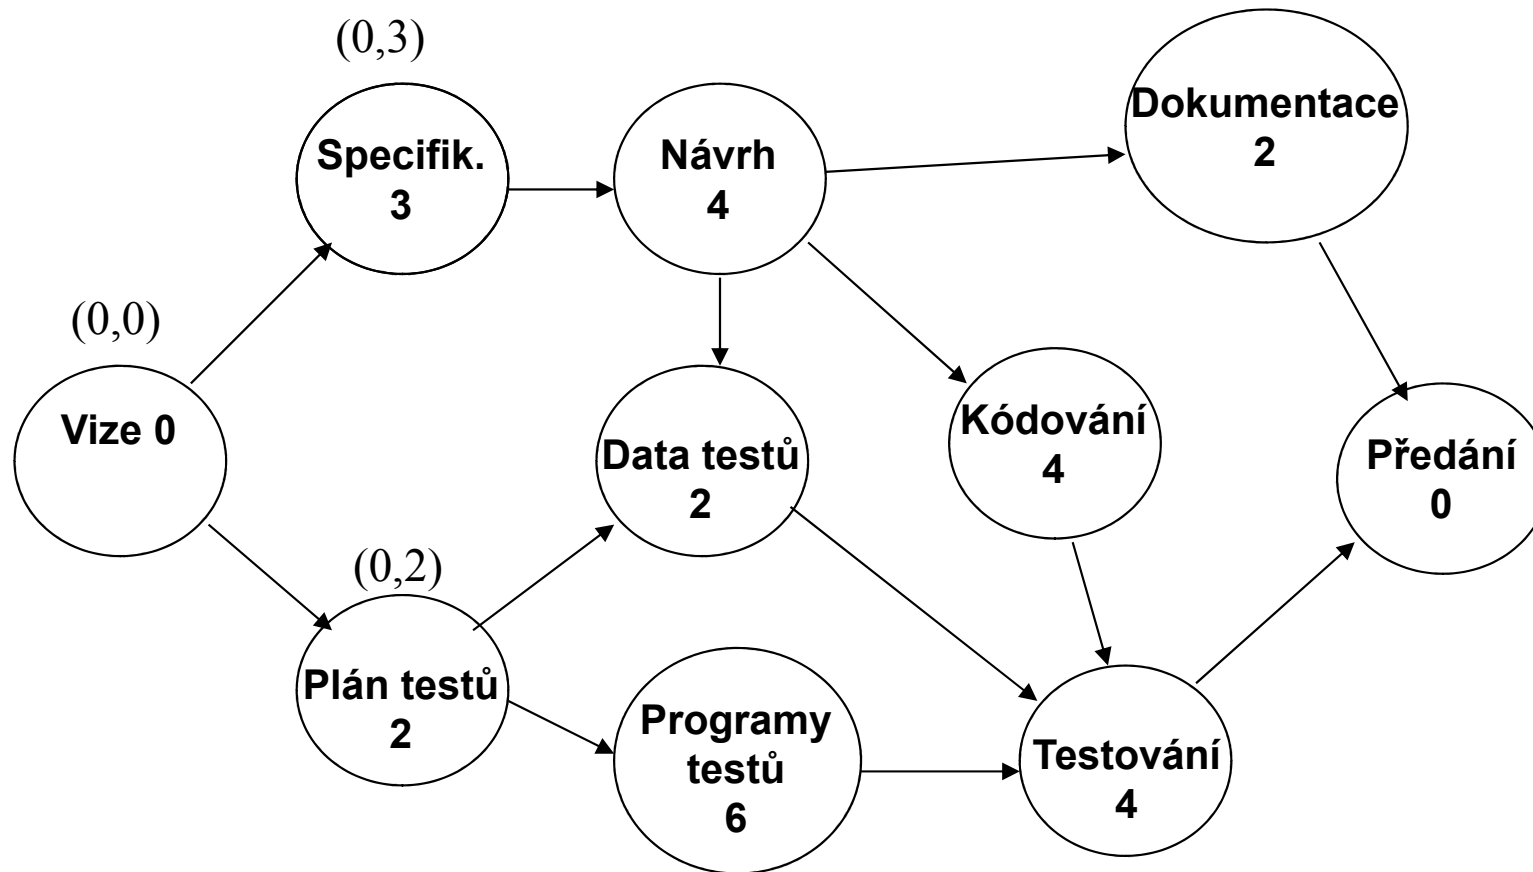 (0,3)
Specifik.
3
Návrh
4
Dokumentace
2
(0,0)
Vize 0
Data testů
2
Kódování
4
Předání
0
(0,2)
Plán testů
2
Programy
testů
6
Testování
4